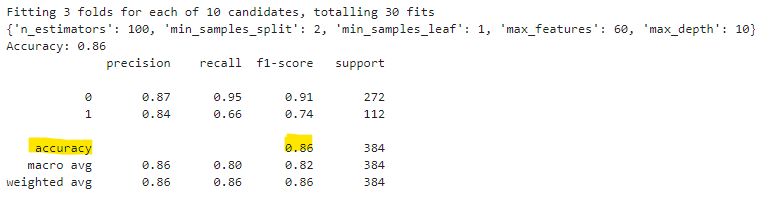 Fitting 3 folds for each of 10 candidates, totalling 30 fits
{'n_estimators': 100, 'min_samples_split': 2, 'min_samples_leaf': 1, 'max_features': 60, 'max_depth': 10}
Accuracy: 0.86
precision recall f1-score support
0 0.87 0.95 0.91 272
1 0.84 0.66 0.74 112
accuracy 0.86 384
macro avg 0.86 0.80 0.82 384
weighted avg 0.86 0.86 0.86 384